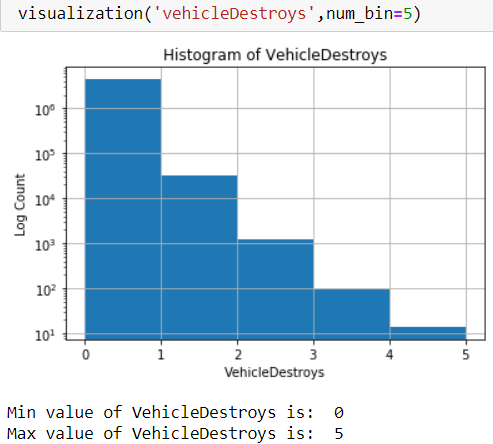 visualization('vehicleDestroys',num_bin=5)
Histogram of VehicleDestroys
10⁶
10⁵
10⁴
10³
10²
10¹
Log Count
0 1 2 3 4 5
VehicleDestroys
Min value of VehicleDestroys is:  0
Max value of VehicleDestroys is:  5